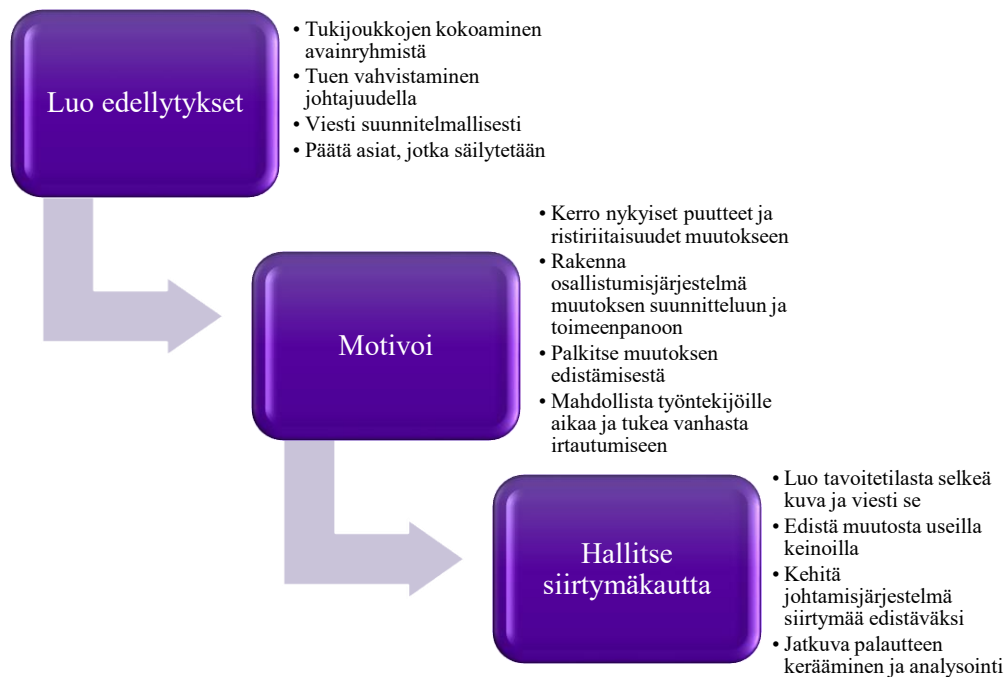 Luo edellytykset
• Tukijoukkojen kokoaminen
avainryhmistä
• Tuen vahvistaminen
johtajuudella
• Viesti suunnitelmallisesti
• Päätä asiat, jotka säilytetään
Motivoi
• Kerro nykyiset puutteet ja
ristiriitaisuudet muutokseen
• Rakenna
osallistumisjärjestelmä
muutoksen suunnitteluun ja
toimeenpanoon
• Palkitse muutoksen
edistämisestä
• Mahdollista työntekijöille
aikaa ja tukea vanhasta
irtautumiseen
Hallitse
siirtymäkautta
• Luo tavoitetilasta selkeä
kuva ja viesti se
• Edistä muutosta useilla
keinoilla
• Kehitä
johtamisjärjestelmä
siirtymää edistäväksi
• Jatkuva palautteen
kerääminen ja analysointi